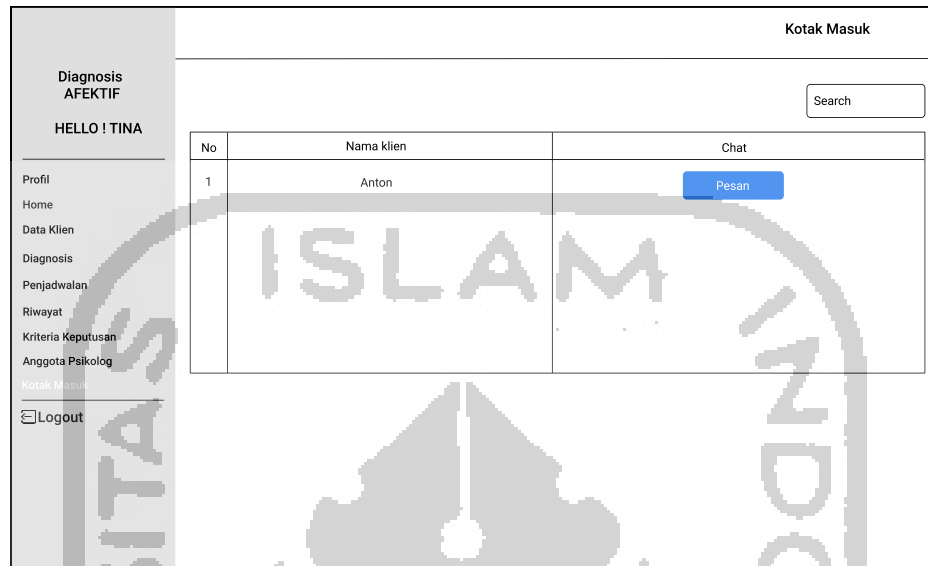 Kotak Masuk
Diagnosis
AFEKTIF
HELLO ! TINA
Search
No Nama klien Chat
1 Anton Pesan
Profil
Home
Data Klien
Diagnosis
Penjadwalan
Riwayat
Kriteria Keputusan
Anggota Psikolog
Kotak Masuk
Logout
ISLAM